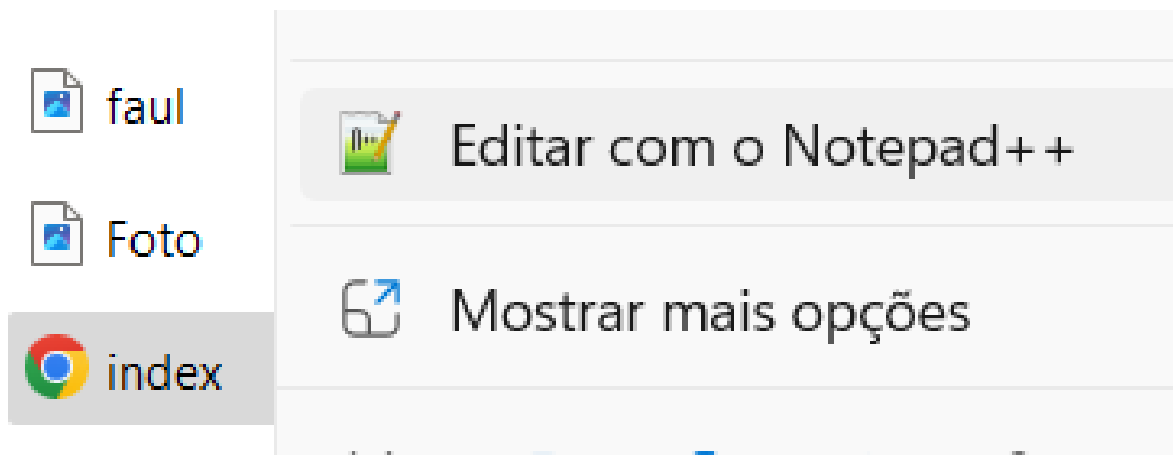 faul
Foto
index
Editar com o Notepad++
Mostrar mais opções